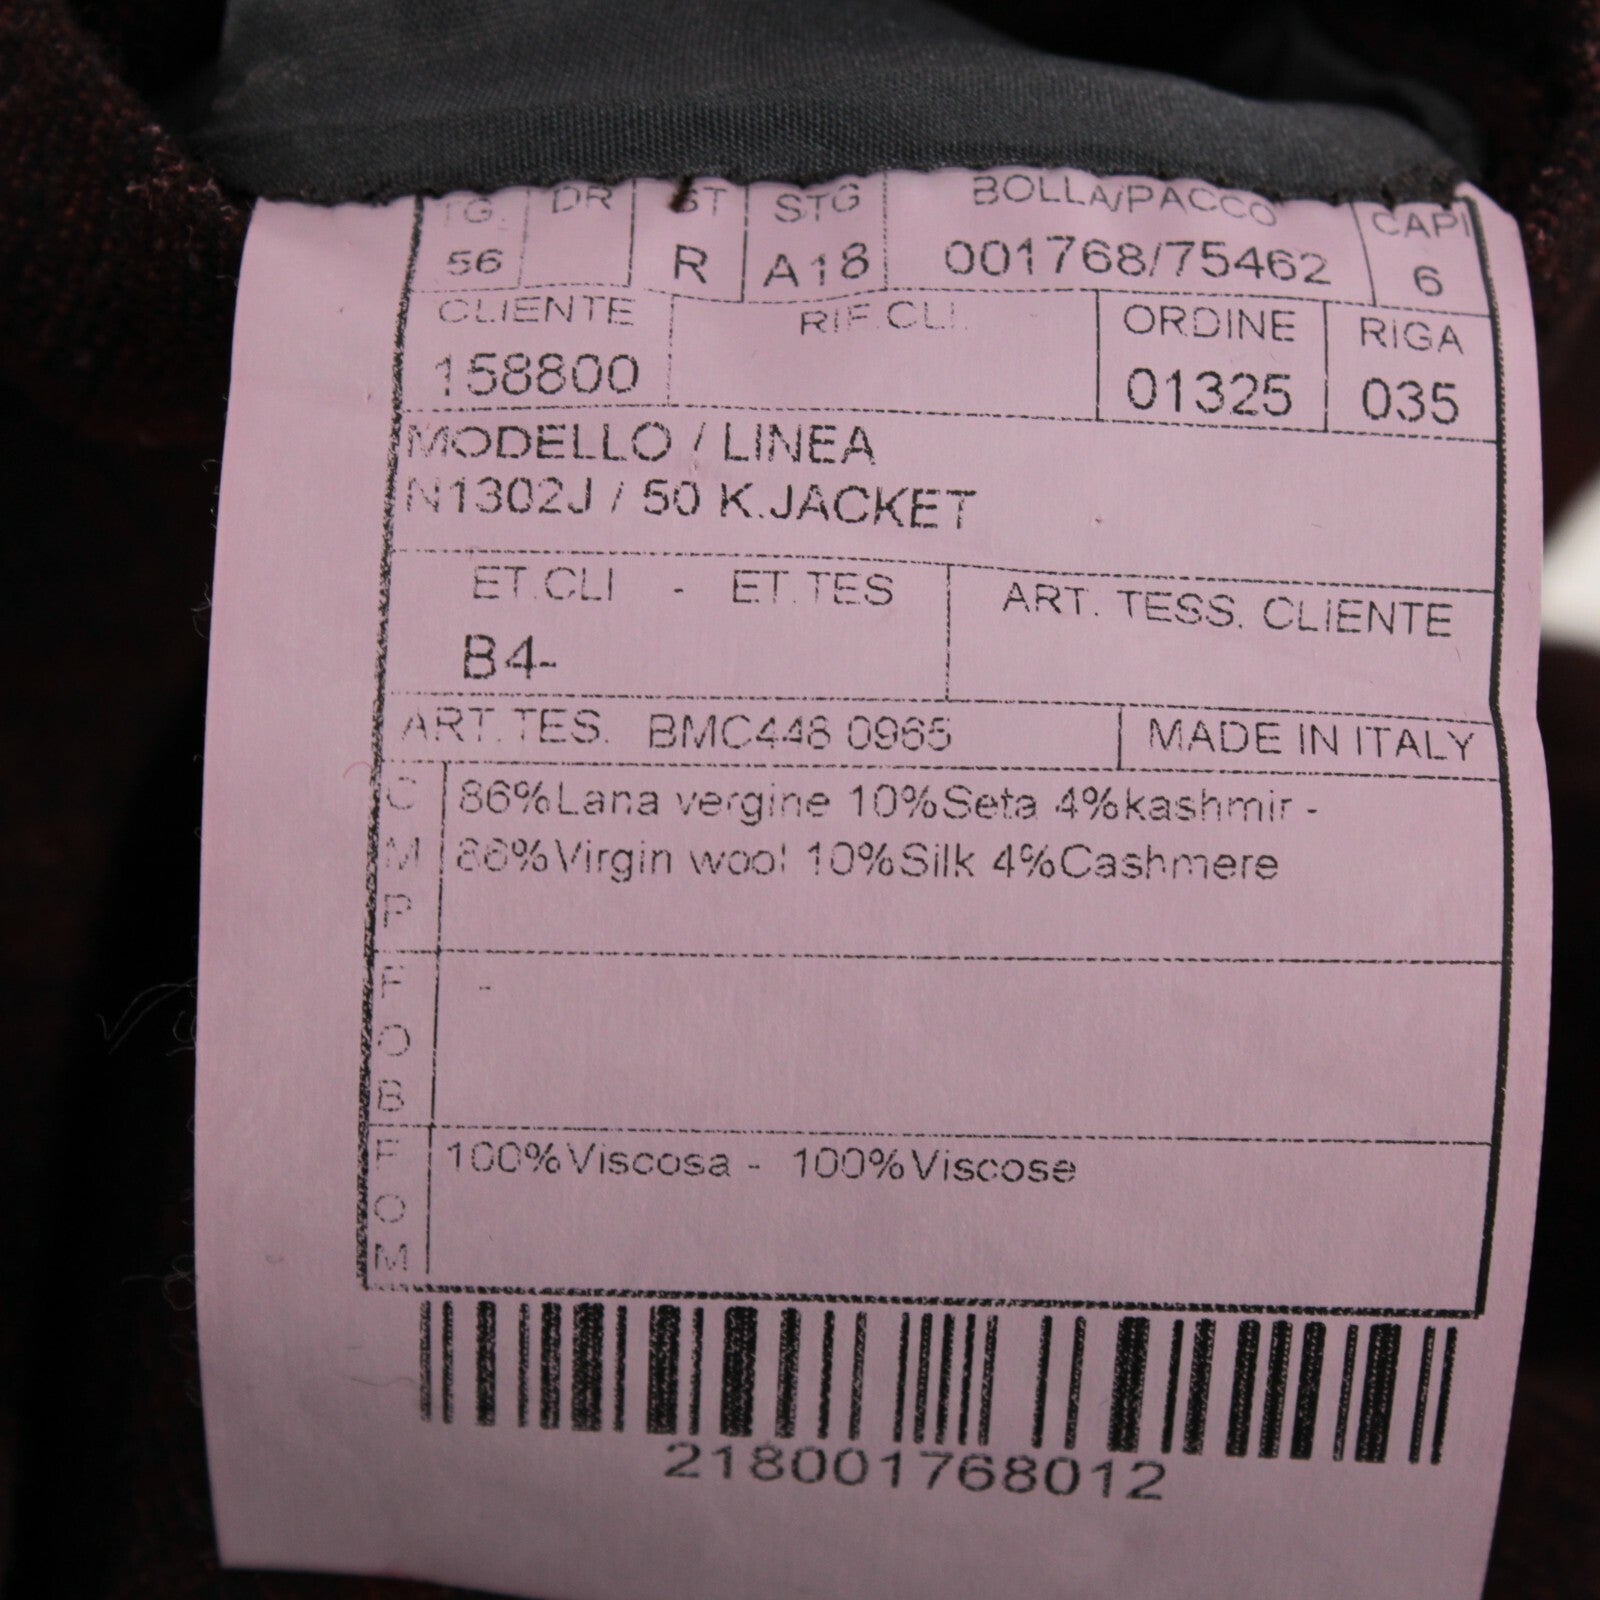 TG. DR ST STG BOLLA/PACCO CAPI
56 R A18 001768/75462 6
CLIENTE RIF.CLI. ORDINE RIGA
158800 01325 035
MODELLO / LINEA
N1302J / 50 K.JACKET
ET.CLI - ET.TES ART. TESS. CLIENTE
B4-
ART.TES. BMC448 0965 MADE IN ITALY
CMP
86%Lana vergine 10%Seta 4%kashmir -
86%Virgin wool 10%Silk 4%Cashmere
FOB
-
FOM
100%Viscosa - 100%Viscose
218001768012